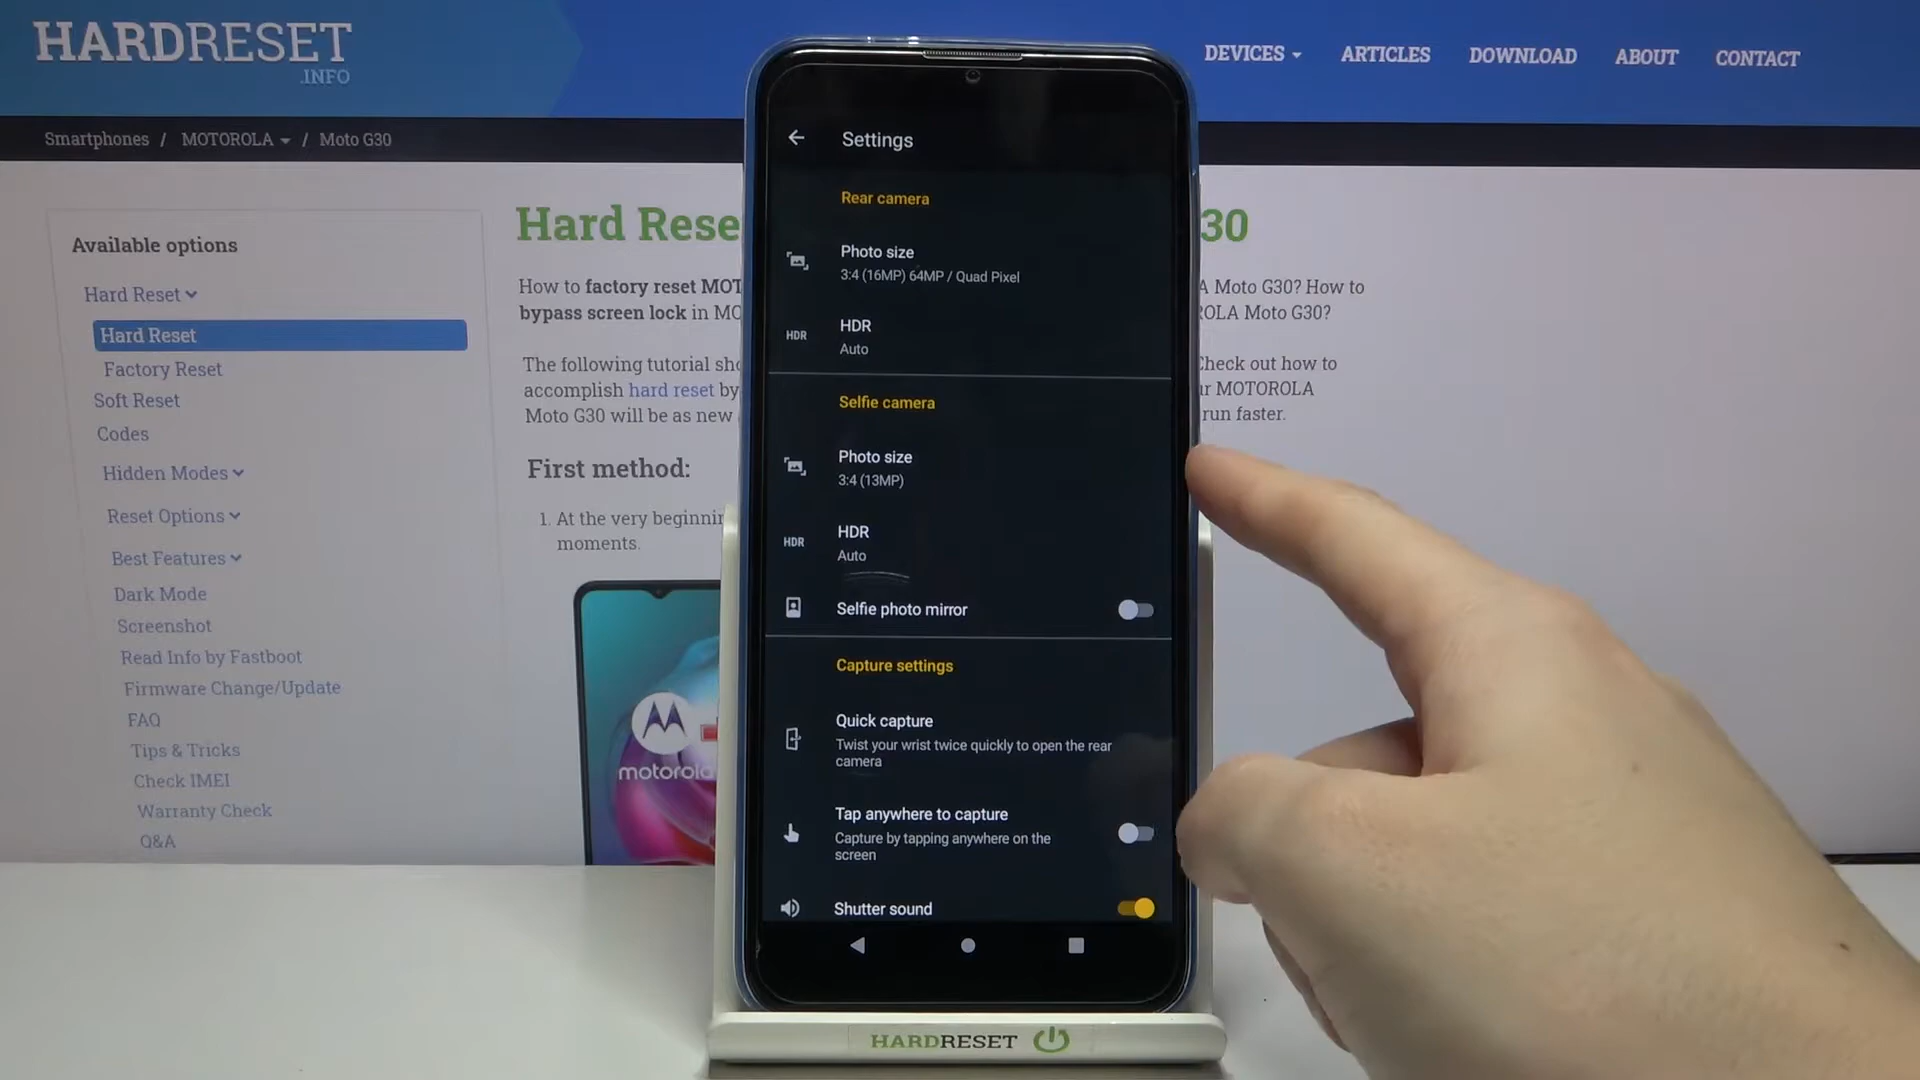 HARDRESET
.INFO
DEVICES
ARTICLES
DOWNLOAD
ABOUT
CONTACT
Smartphones / MOTOROLA / Moto G30
Available options
Hard Reset
Hard Reset
Factory Reset
Soft Reset
Codes
Hidden Modes
Reset Options
Best Features
Dark Mode
Screenshot
Read Info by Fastboot
Firmware Change/Update
FAQ
Tips & Tricks
Check IMEI
Warranty Check
Q&A
Hard Rese
30
How to factory reset MOT
A Moto G30? How to
bypass screen lock in MO
ROLA Moto G30?
The following tutorial sho
Check out how to
accomplish hard reset by
ur MOTOROLA
Moto G30 will be as new
run faster.
First method:
1. At the very beginnin
moments.
motorola
Settings
Rear camera
Photo size
3:4 (16MP) 64MP / Quad Pixel
HDR
HDR
Auto
Selfie camera
Photo size
3:4 (13MP)
HDR
HDR
Auto
Selfie photo mirror
Capture settings
Quick capture
Twist your wrist twice quickly to open the rear
camera
Tap anywhere to capture
Capture by tapping anywhere on the
screen
Shutter sound
HARDRESET